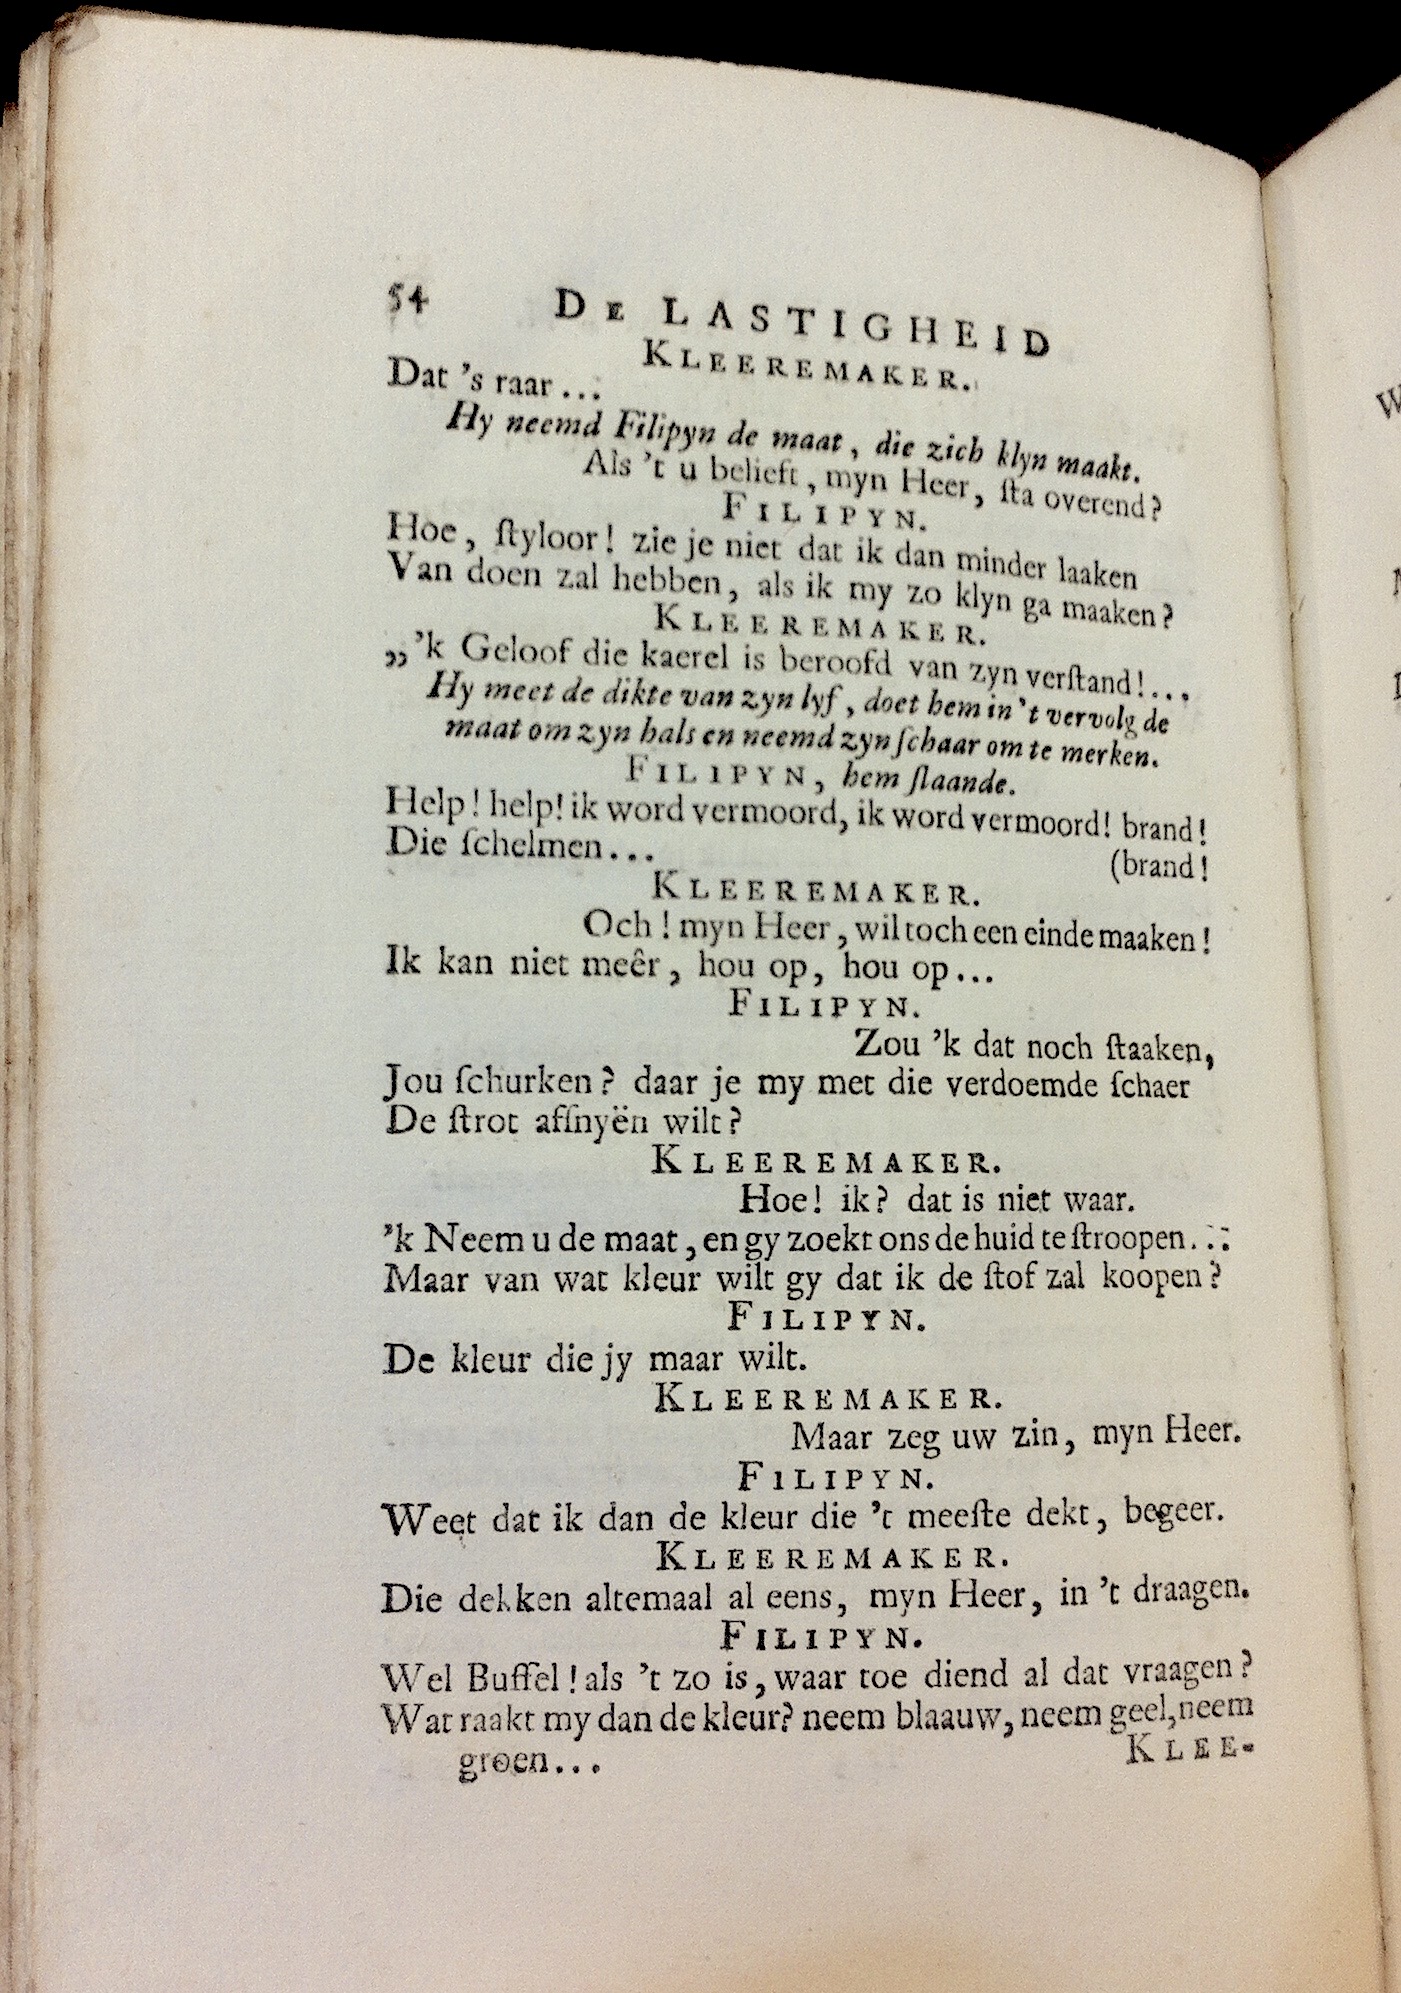 54 DE LASTIGHEID
KLEEREMAKER.
Dat 's raar...
Hy neemd Filipyn de maat, die zich klyn maakt.
Als 't u belieft, myn Heer, ſta overend?
FILIPYN.
Hoe, ſtyloor! zie je niet dat ik dan minder laaken
Van doen zal hebben, als ik my zo klyn ga maaken?
KLEEREMAKER.
„'k Geloof die kaerel is beroofd van zyn verſtand!...
Hy meet de dikte van zyn lyf, doet hem in 't vervolg de
maat om zyn hals en neemd zyn ſchaar om te merken.
FILIPYN, hem ſlaande.
Help! help! ik word vermoord, ik word vermoord! brand!
Die ſchelmen... (brand!
KLEEREMAKER.
Och! myn Heer, wil toch een einde maaken!
Ik kan niet meêr, hou op, hou op...
FILIPYN.
Zou 'k dat noch ſtaaken,
Jou ſchurken? daar je my met die verdoemde ſchaer
De ſtrot afſnyën wilt?
KLEEREMAKER.
Hoe! ik? dat is niet waar.
'k Neem u de maat, en gy zoekt ons de huid te ſtroopen...
Maar van wat kleur wilt gy dat ik de ſtof zal koopen?
FILIPYN.
De kleur die jy maar wilt.
KLEEREMAKER.
Maar zeg uw zin, myn Heer.
FILIPYN.
Weet dat ik dan de kleur die 't meeſte dekt, begeer.
KLEEREMAKER.
Die dekken altemaal al eens, myn Heer, in 't draagen.
FILIPYN.
Wel Buffel! als 't zo is, waar toe diend al dat vraagen?
Wat raakt my dan de kleur? neem blaauw, neem geel, neem
groen... KLEE-